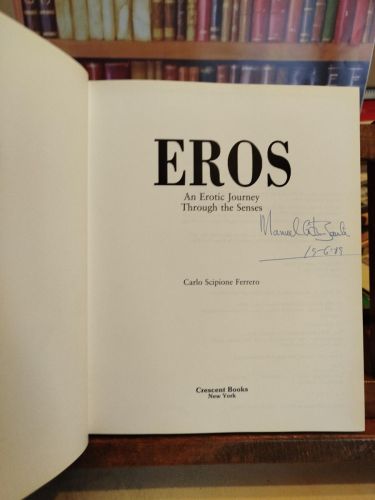 EROS
An Erotic Journey
Through the Senses
Manuel
15-6-89
Carlo Scipione Ferrero
Crescent Books
New York